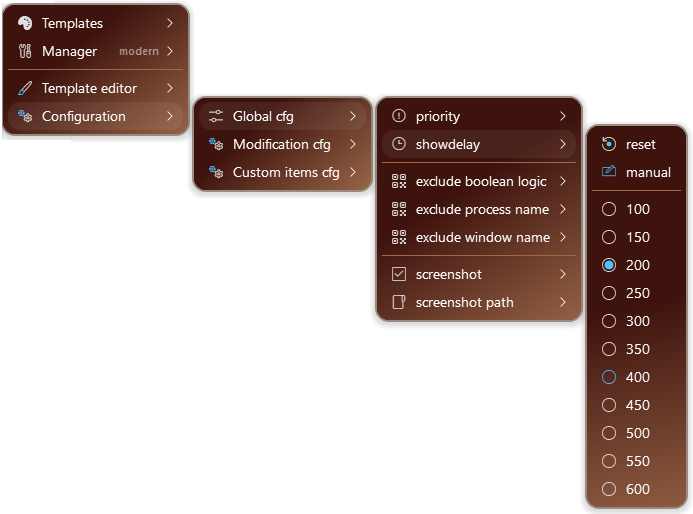 Templates
Manager modern
Template editor
Configuration
Global cfg
Modification cfg
Custom items cfg
priority
showdelay
exclude boolean logic
exclude process name
exclude window name
screenshot
screenshot path
reset
manual
100
150
200
250
300
350
400
450
500
550
600